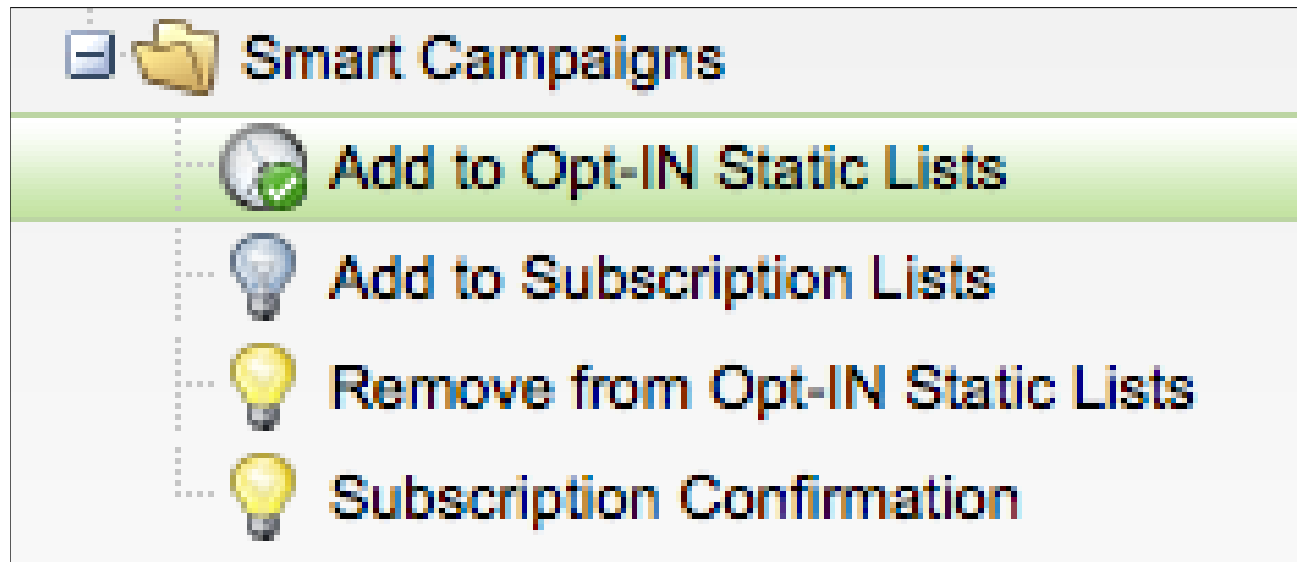 Smart Campaigns
Add to Opt-IN Static Lists
Add to Subscription Lists
Remove from Opt-IN Static Lists
Subscription Confirmation